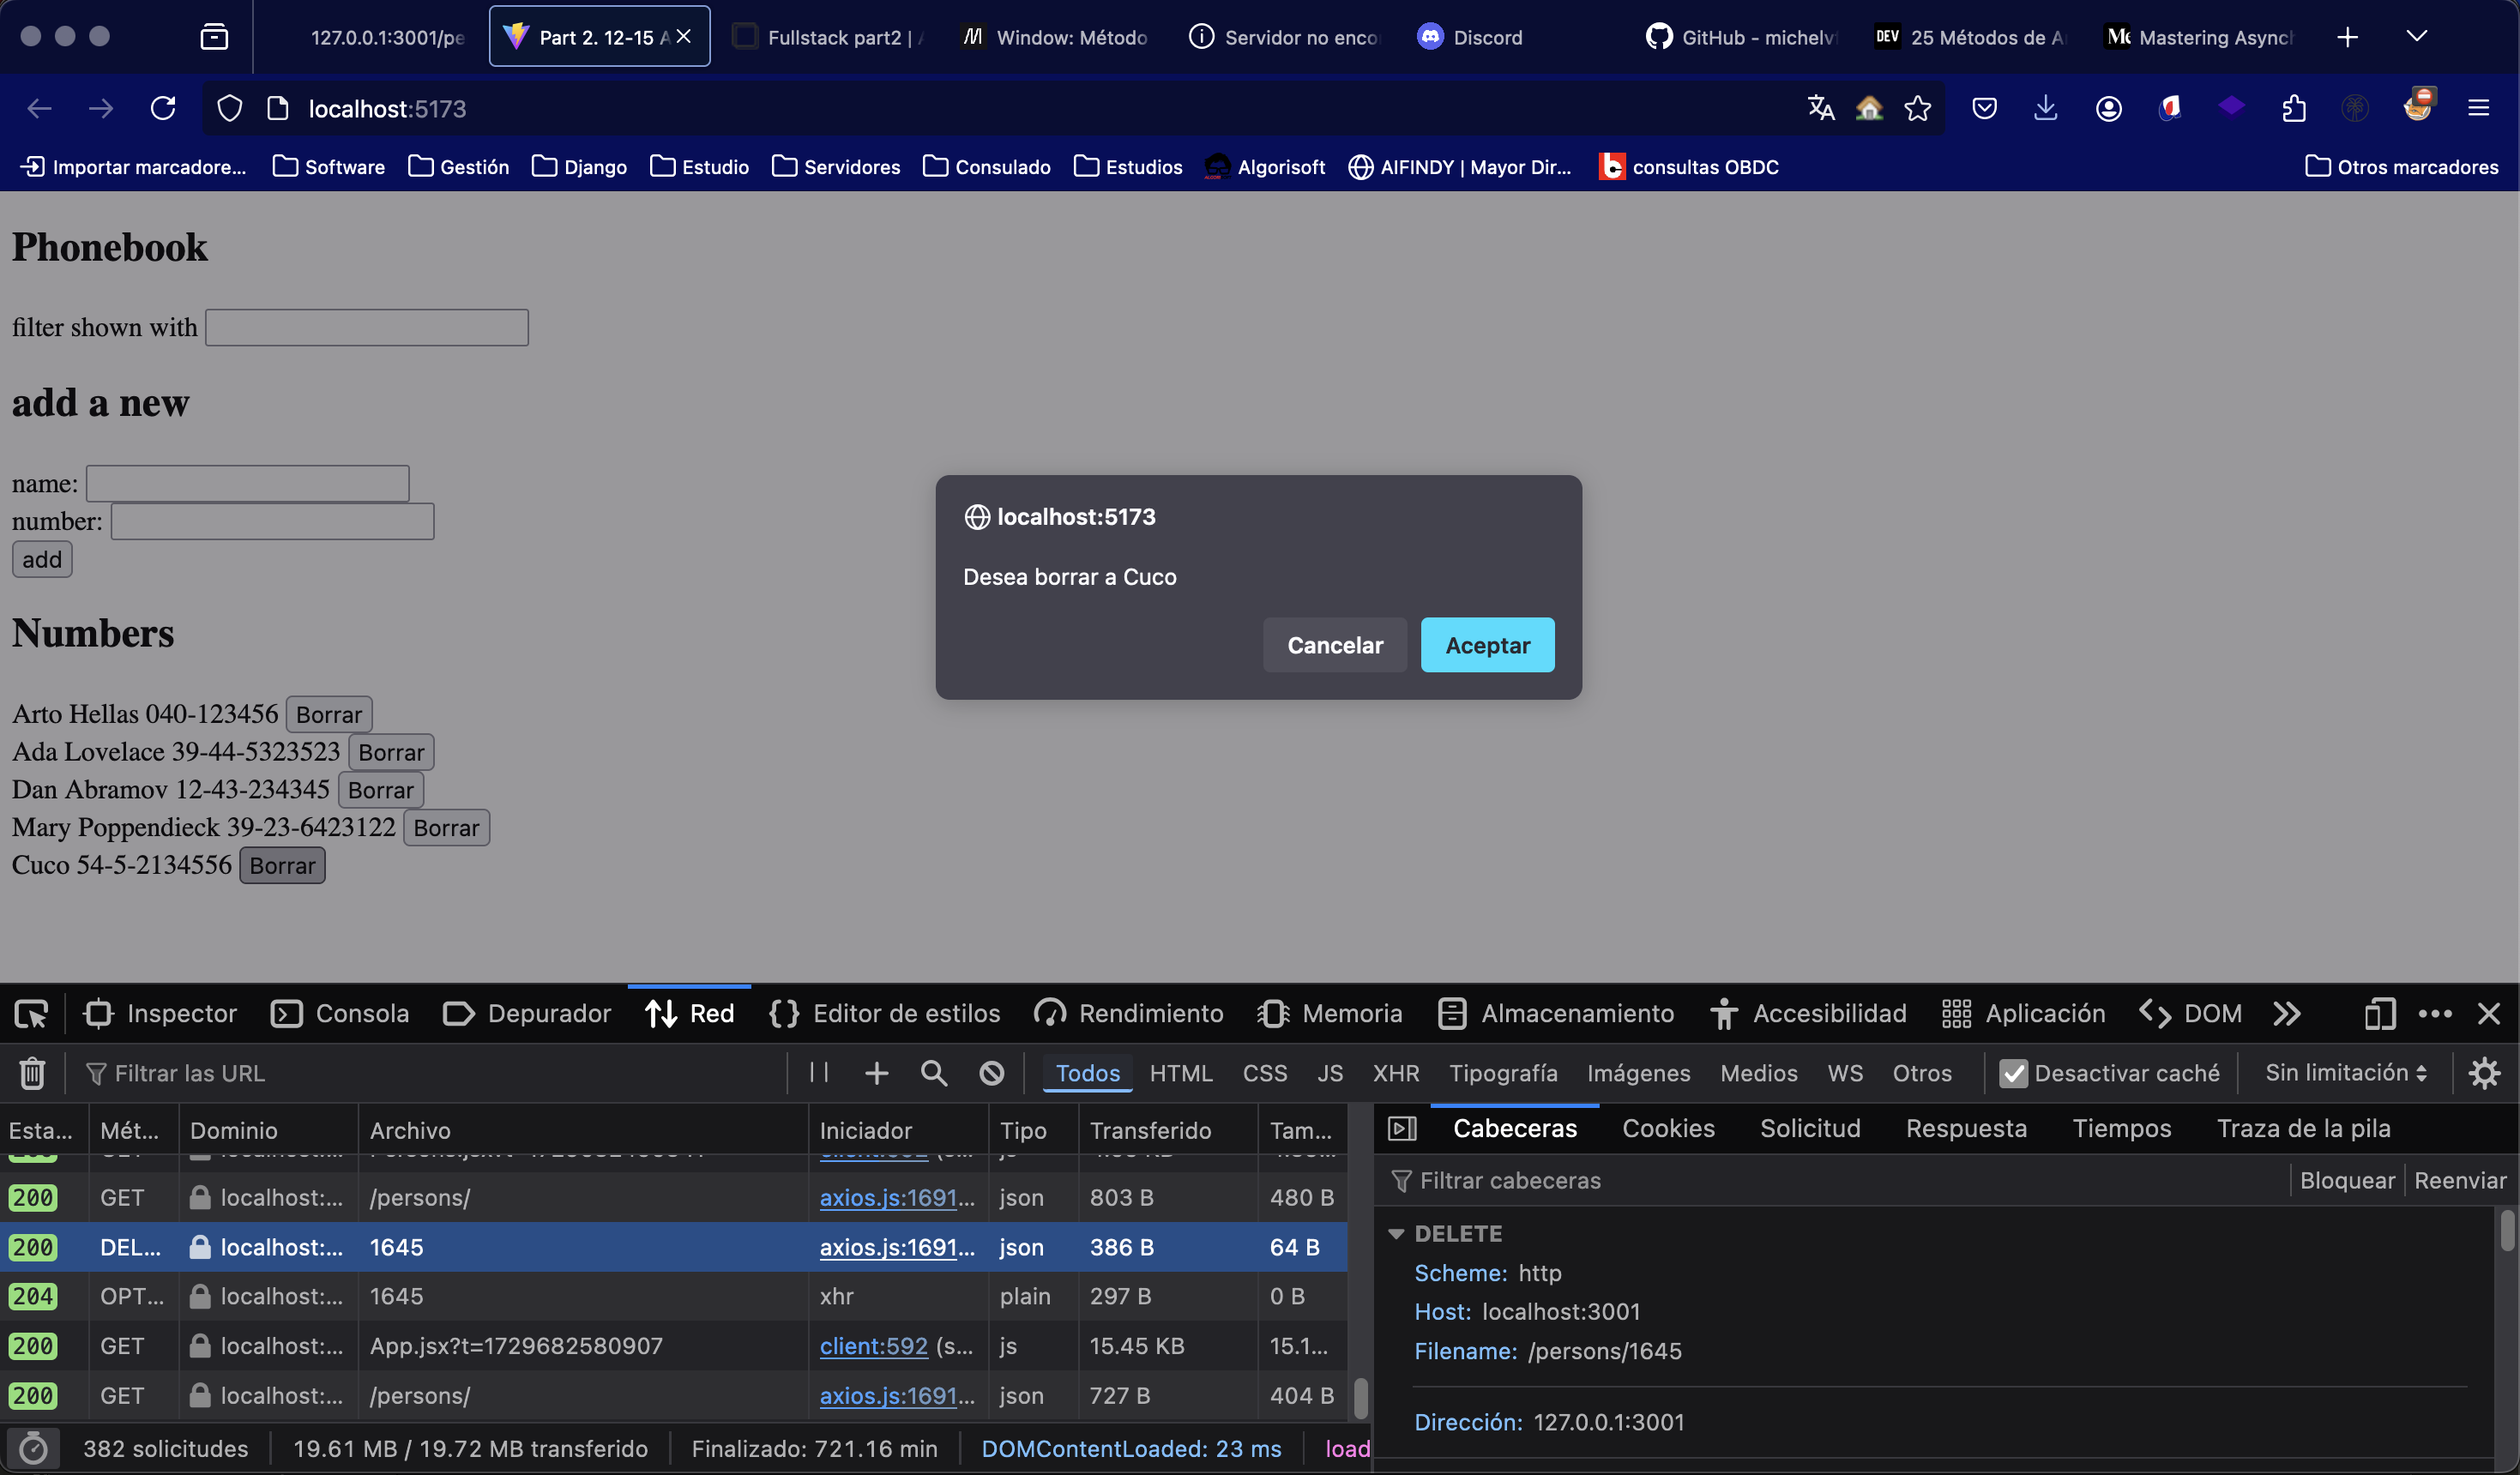 127.0.0.1:3001/pe
Part 2. 12-15 A
Fullstack part2 | A
Window: Método
Servidor no enco
Discord
GitHub - michelvf
DEV 25 Métodos de A
Mastering Asynch
localhost:5173
Importar marcadore...
Software
Gestión
Django
Estudio
Servidores
Consulado
Estudios
Algorisoft
AIFINDY | Mayor Dir...
consultas OBDC
Otros marcadores
Phonebook
filter shown with
add a new
name:
number:
add
Numbers
Arto Hellas 040-123456 Borrar
Ada Lovelace 39-44-5323523 Borrar
Dan Abramov 12-43-234345 Borrar
Mary Poppendieck 39-23-6423122 Borrar
Cuco 54-5-2134556 Borrar
localhost:5173
Desea borrar a Cuco
Cancelar Aceptar
Inspector Consola Depurador Red Editor de estilos Rendimiento Memoria Almacenamiento Accesibilidad Aplicación DOM
Filtrar las URL
Todos HTML CSS JS XHR Tipografía Imágenes Medios WS Otros
Desactivar caché
Sin limitación
Esta... Mét... Dominio Archivo Iniciador Tipo Transferido Tam...
200 GET localhost:... /persons/ axios.js:1691... json 803 B 480 B
200 DEL... localhost:... 1645 axios.js:1691... json 386 B 64 B
204 OPT... localhost:... 1645 xhr plain 297 B 0 B
200 GET localhost:... App.jsx?t=1729682580907 client:592 (s... js 15.45 KB 15.1...
200 GET localhost:... /persons/ axios.js:1691... json 727 B 404 B
382 solicitudes 19.61 MB / 19.72 MB transferido Finalizado: 721.16 min DOMContentLoaded: 23 ms load
Cabeceras Cookies Solicitud Respuesta Tiempos Traza de la pila
Filtrar cabeceras
Bloquear Reenviar
DELETE
Scheme: http
Host: localhost:3001
Filename: /persons/1645
Dirección: 127.0.0.1:3001